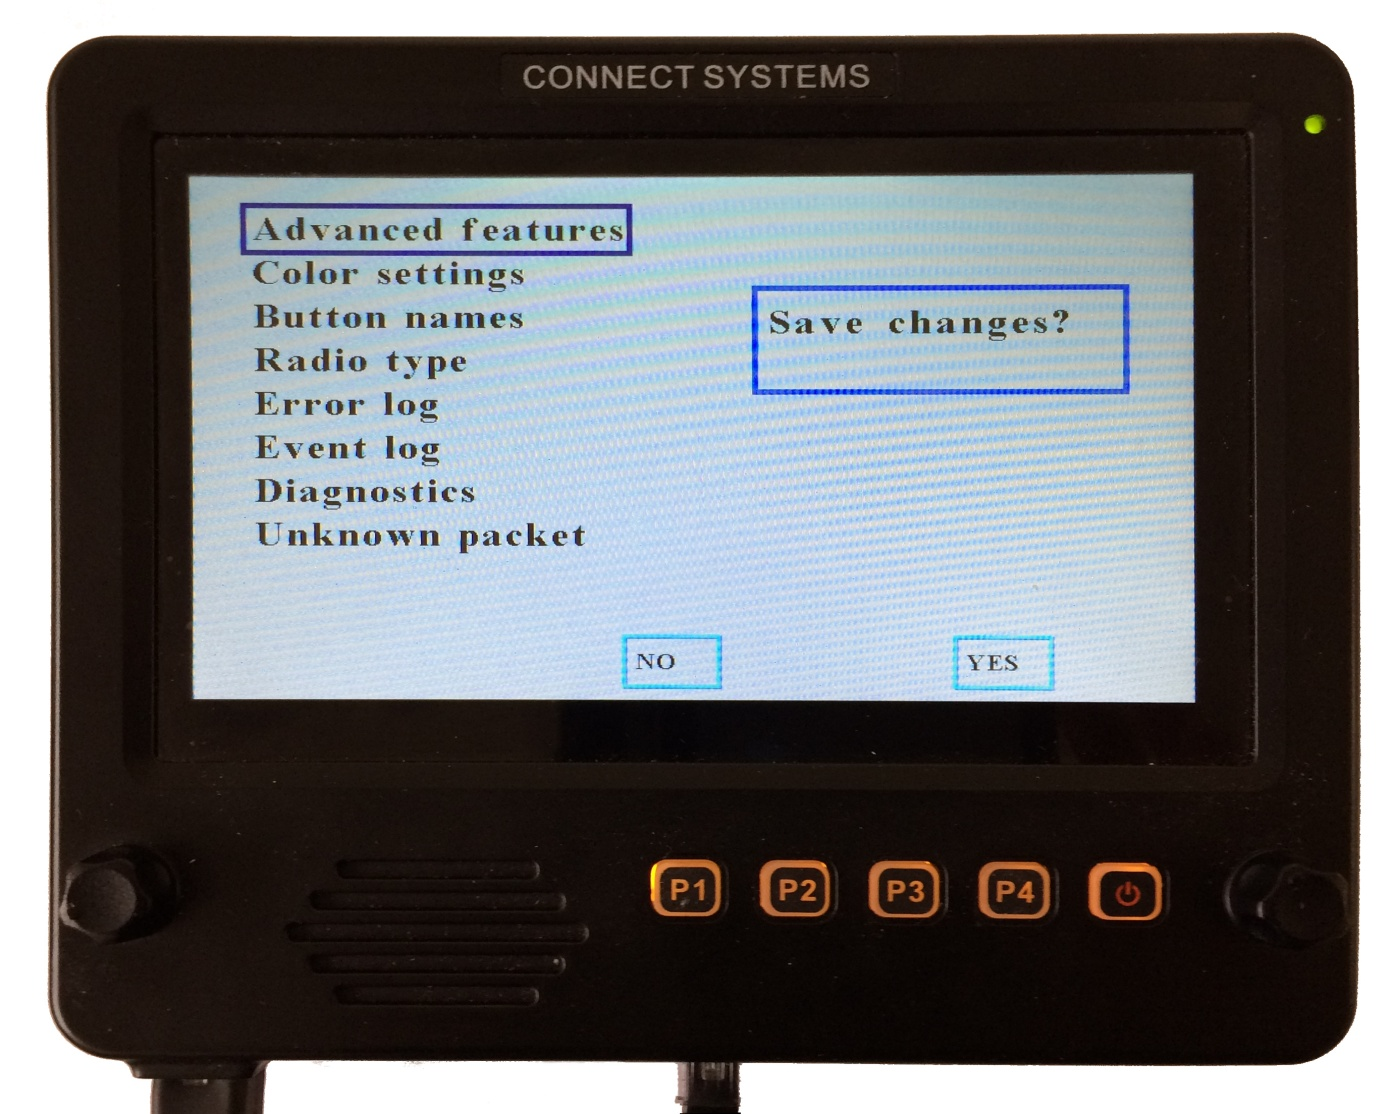 CONNECT SYSTEMS
Advanced features
Color settings
Button names
Radio type
Error log
Event log
Diagnostics
Unknown packet
Save changes?
NO
YES
P1
P2
P3
P4